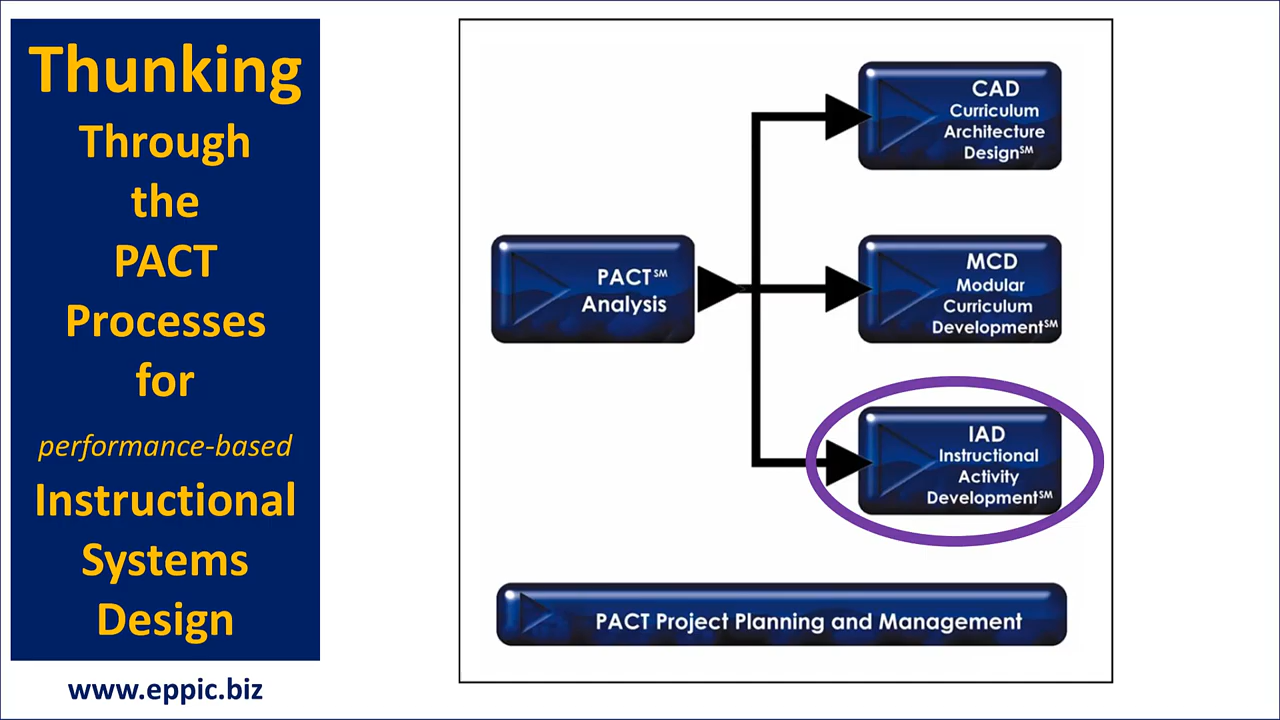 Thunking
Through
the
PACT
Processes
for
performance-based
Instructional
Systems
Design
www.eppic.biz
CAD
Curriculum
Architecture
Design℠
PACT℠
Analysis
MCD
Modular
Curriculum
Development℠
IAD
Instructional
Activity
Development℠
PACT Project Planning and Management